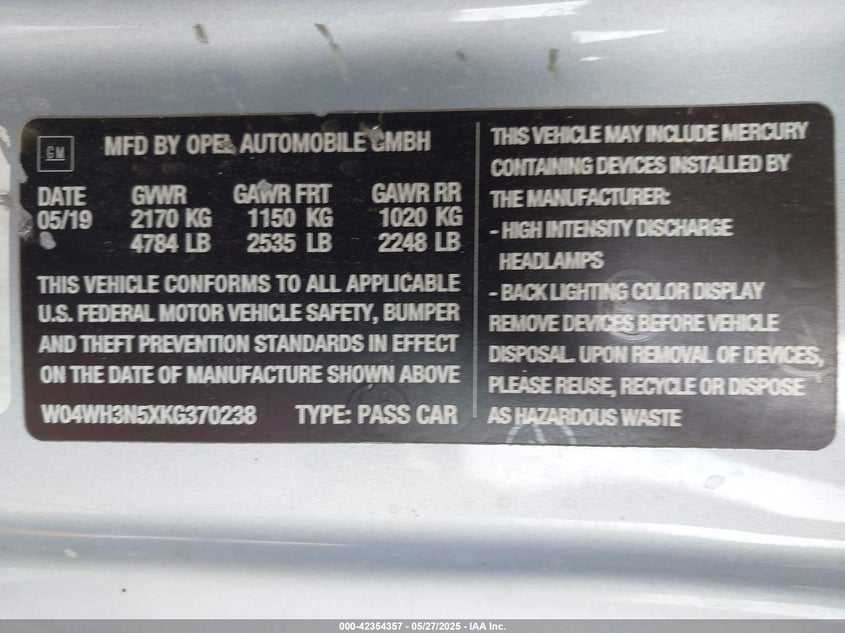 GM
MFD BY OPEL AUTOMOBILE GMBH
DATE GVWR GAWR FRT GAWR RR
05/19 2170 KG 1150 KG 1020 KG
4784 LB 2535 LB 2248 LB
THIS VEHICLE CONFORMS TO ALL APPLICABLE
U.S. FEDERAL MOTOR VEHICLE SAFETY, BUMPER
AND THEFT PREVENTION STANDARDS IN EFFECT
ON THE DATE OF MANUFACTURE SHOWN ABOVE
W04WH3N5XKG370238 TYPE: PASS CAR
THIS VEHICLE MAY INCLUDE MERCURY
CONTAINING DEVICES INSTALLED BY
THE MANUFACTURER:
- HIGH INTENSITY DISCHARGE
HEADLAMPS
- BACK LIGHTING COLOR DISPLAY
REMOVE DEVICES BEFORE VEHICLE
DISPOSAL. UPON REMOVAL OF DEVICES,
PLEASE REUSE, RECYCLE OR DISPOSE
AS HAZARDOUS WASTE
000-42354357 - 05/27/2025 - IAA Inc.